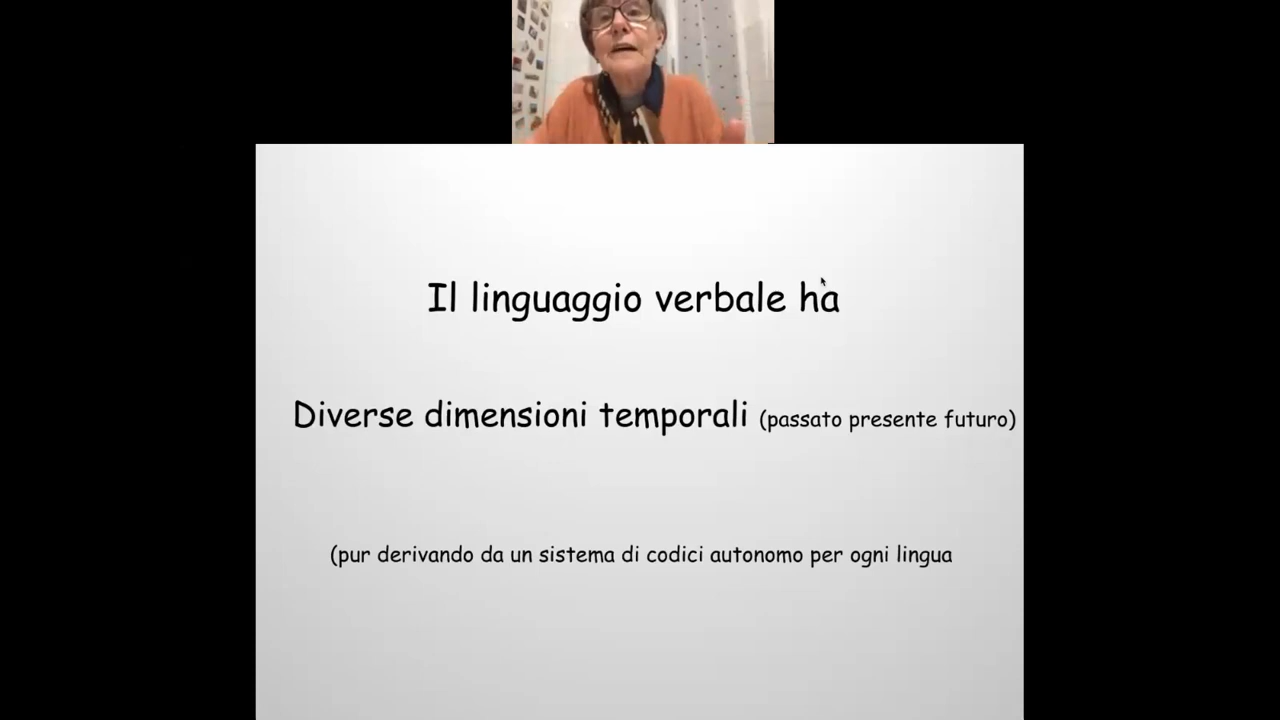 Il linguaggio verbale ha
Diverse dimensioni temporali (passato presente futuro)
(pur derivando da un sistema di codici autonomo per ogni lingua